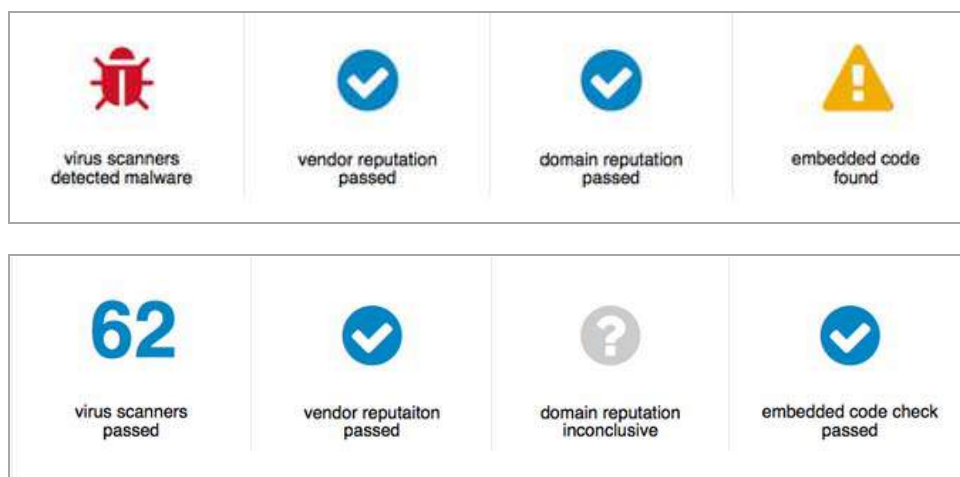 virus scanners
detected malware
vendor reputation
passed
domain reputation
passed
embedded code
found
62
virus scanners
passed
vendor reputaiton
passed
domain reputation
inconclusive
embedded code check
passed